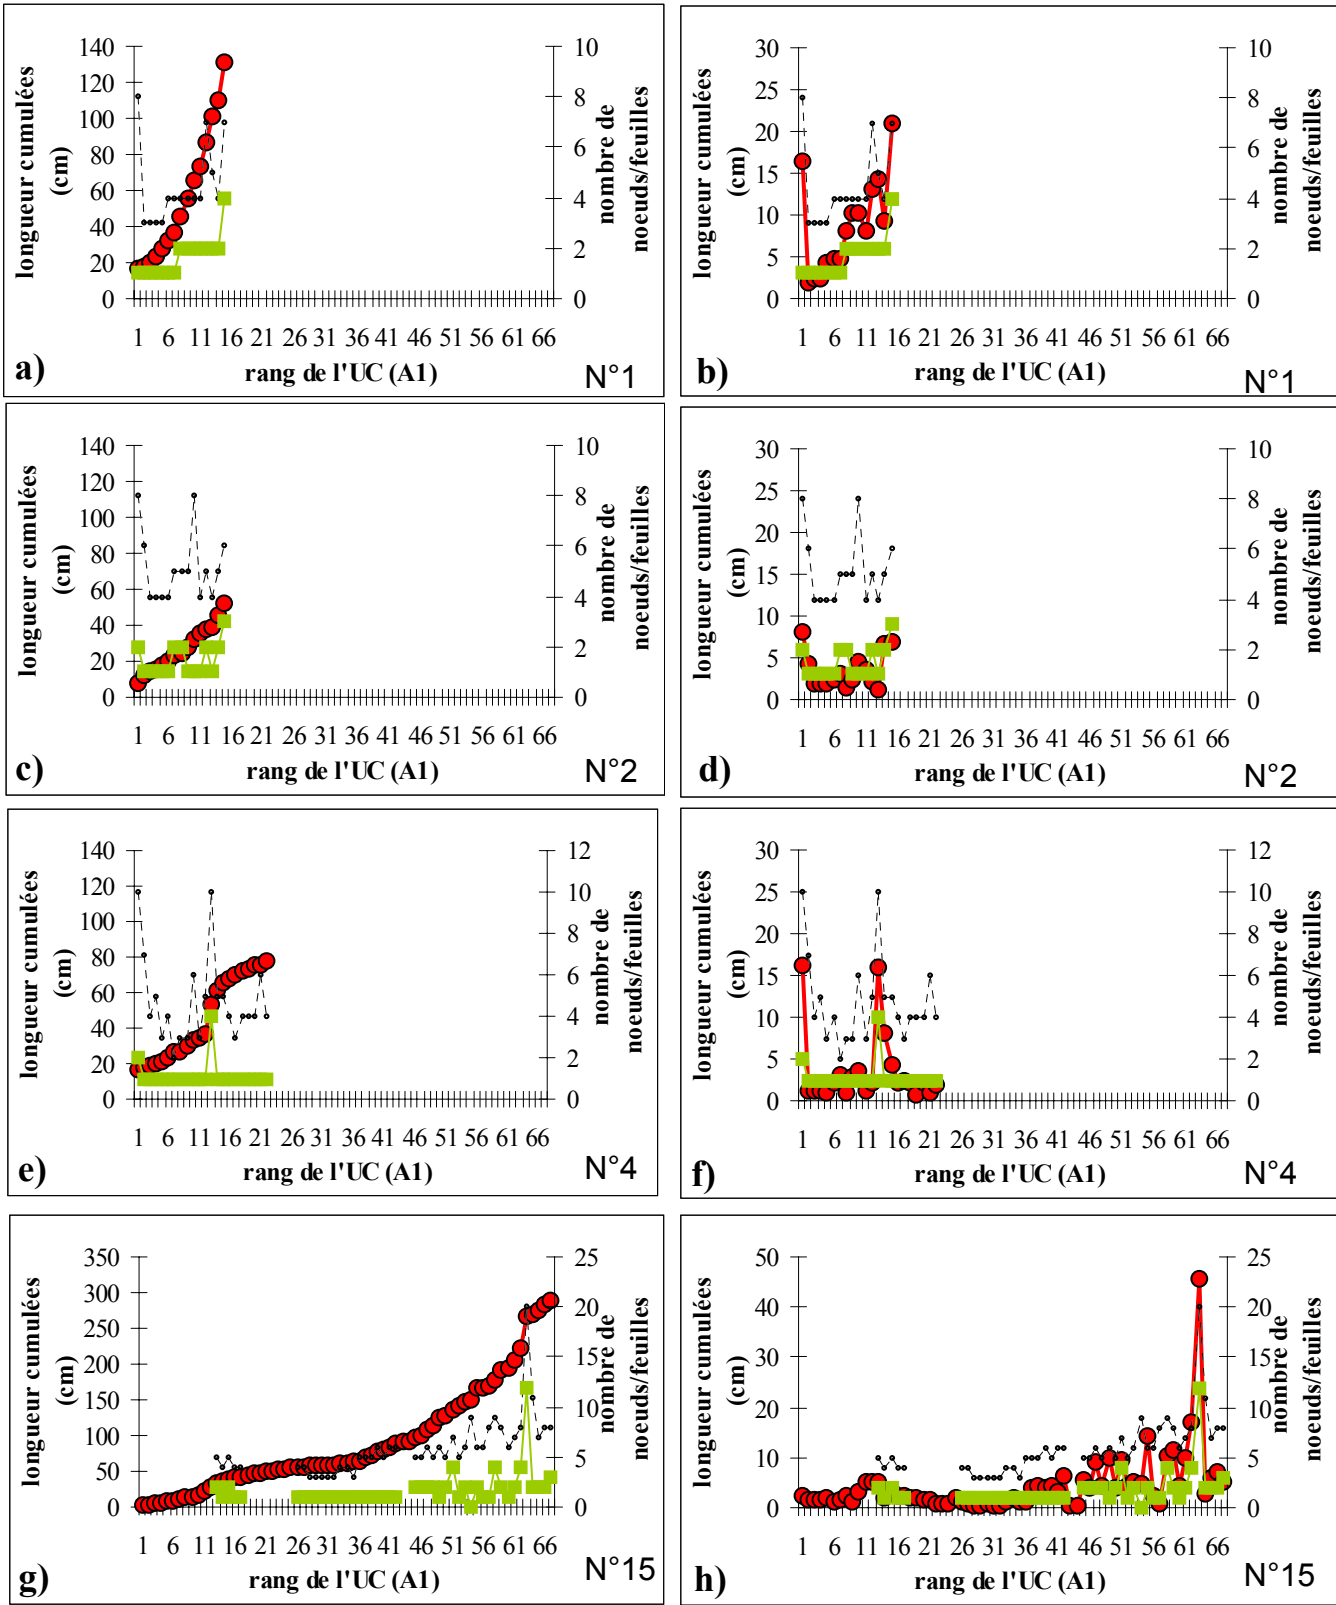 longueur cumulées
(cm)
140
120
100
80
60
40
20
0
10
8
6
4
2
0
nombre de
noeuds/feuilles
1 6 11 16 21 26 31 36 41 46 51 56 61 66
rang de l'UC (A1)
a)
N°1
longueur cumulées
(cm)
30
25
20
15
10
5
0
10
8
6
4
2
0
nombre de
noeuds/feuilles
1 6 11 16 21 26 31 36 41 46 51 56 61 66
rang de l'UC (A1)
b)
N°1
longueur cumulées
(cm)
140
120
100
80
60
40
20
0
10
8
6
4
2
0
nombre de
noeuds/feuilles
1 6 11 16 21 26 31 36 41 46 51 56 61 66
rang de l'UC (A1)
c)
N°2
longueur cumulées
(cm)
30
25
20
15
10
5
0
10
8
6
4
2
0
nombre de
noeuds/feuilles
1 6 11 16 21 26 31 36 41 46 51 56 61 66
rang de l'UC (A1)
d)
N°2
longueur cumulées
(cm)
140
120
100
80
60
40
20
0
12
10
8
6
4
2
0
nombre de
noeuds/feuilles
1 6 11 16 21 26 31 36 41 46 51 56 61 66
rang de l'UC (A1)
e)
N°4
longueur cumulées
(cm)
30
25
20
15
10
5
0
12
10
8
6
4
2
0
nombre de
noeuds/feuilles
1 6 11 16 21 26 31 36 41 46 51 56 61 66
rang de l'UC (A1)
f)
N°4
longueur cumulées
(cm)
350
300
250
200
150
100
50
0
25
20
15
10
5
0
nombre de
noeuds/feuilles
1 6 11 16 21 26 31 36 41 46 51 56 61 66
rang de l'UC (A1)
g)
N°15
longueur cumulées
(cm)
50
40
30
20
10
0
25
20
15
10
5
0
nombre de
noeuds/feuilles
1 6 11 16 21 26 31 36 41 46 51 56 61 66
rang de l'UC (A1)
h)
N°15